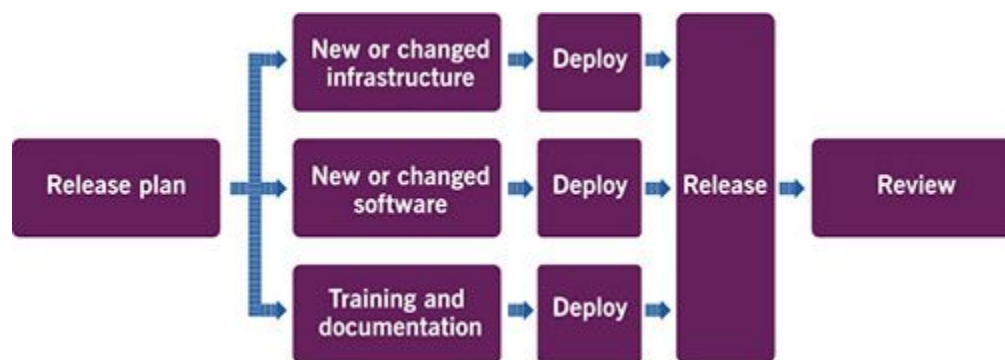 Release plan
New or changed
infrastructure
Deploy
New or changed
software
Deploy
Training and
documentation
Deploy
Release
Review